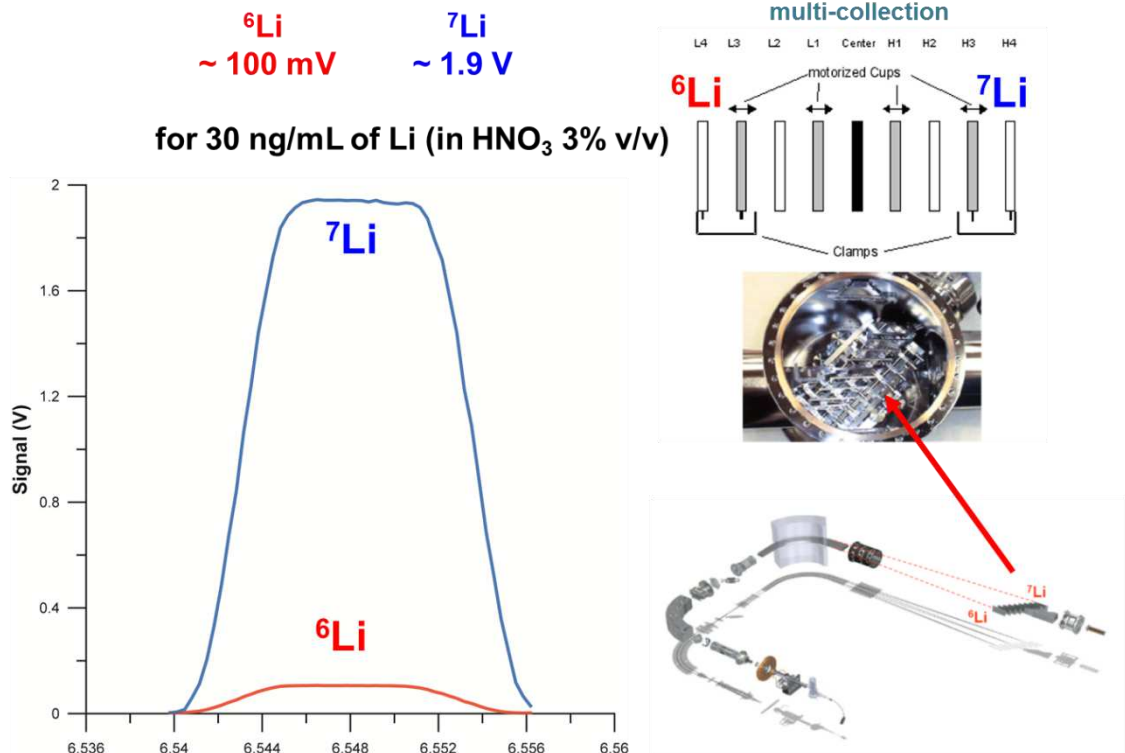 ⁶Li
~ 100 mV
⁷Li
~ 1.9 V
for 30 ng/mL of Li (in HNO₃ 3% v/v)
multi-collection
L4 L3 L2 L1 Center H1 H2 H3 H4
motorized Cups
⁶Li
⁷Li
Clamps
Signal (V)
2
1.6
1.2
0.8
0.4
0
⁷Li
⁶Li
6.536 6.54 6.544 6.548 6.552 6.556 6.56
⁷Li
⁶Li